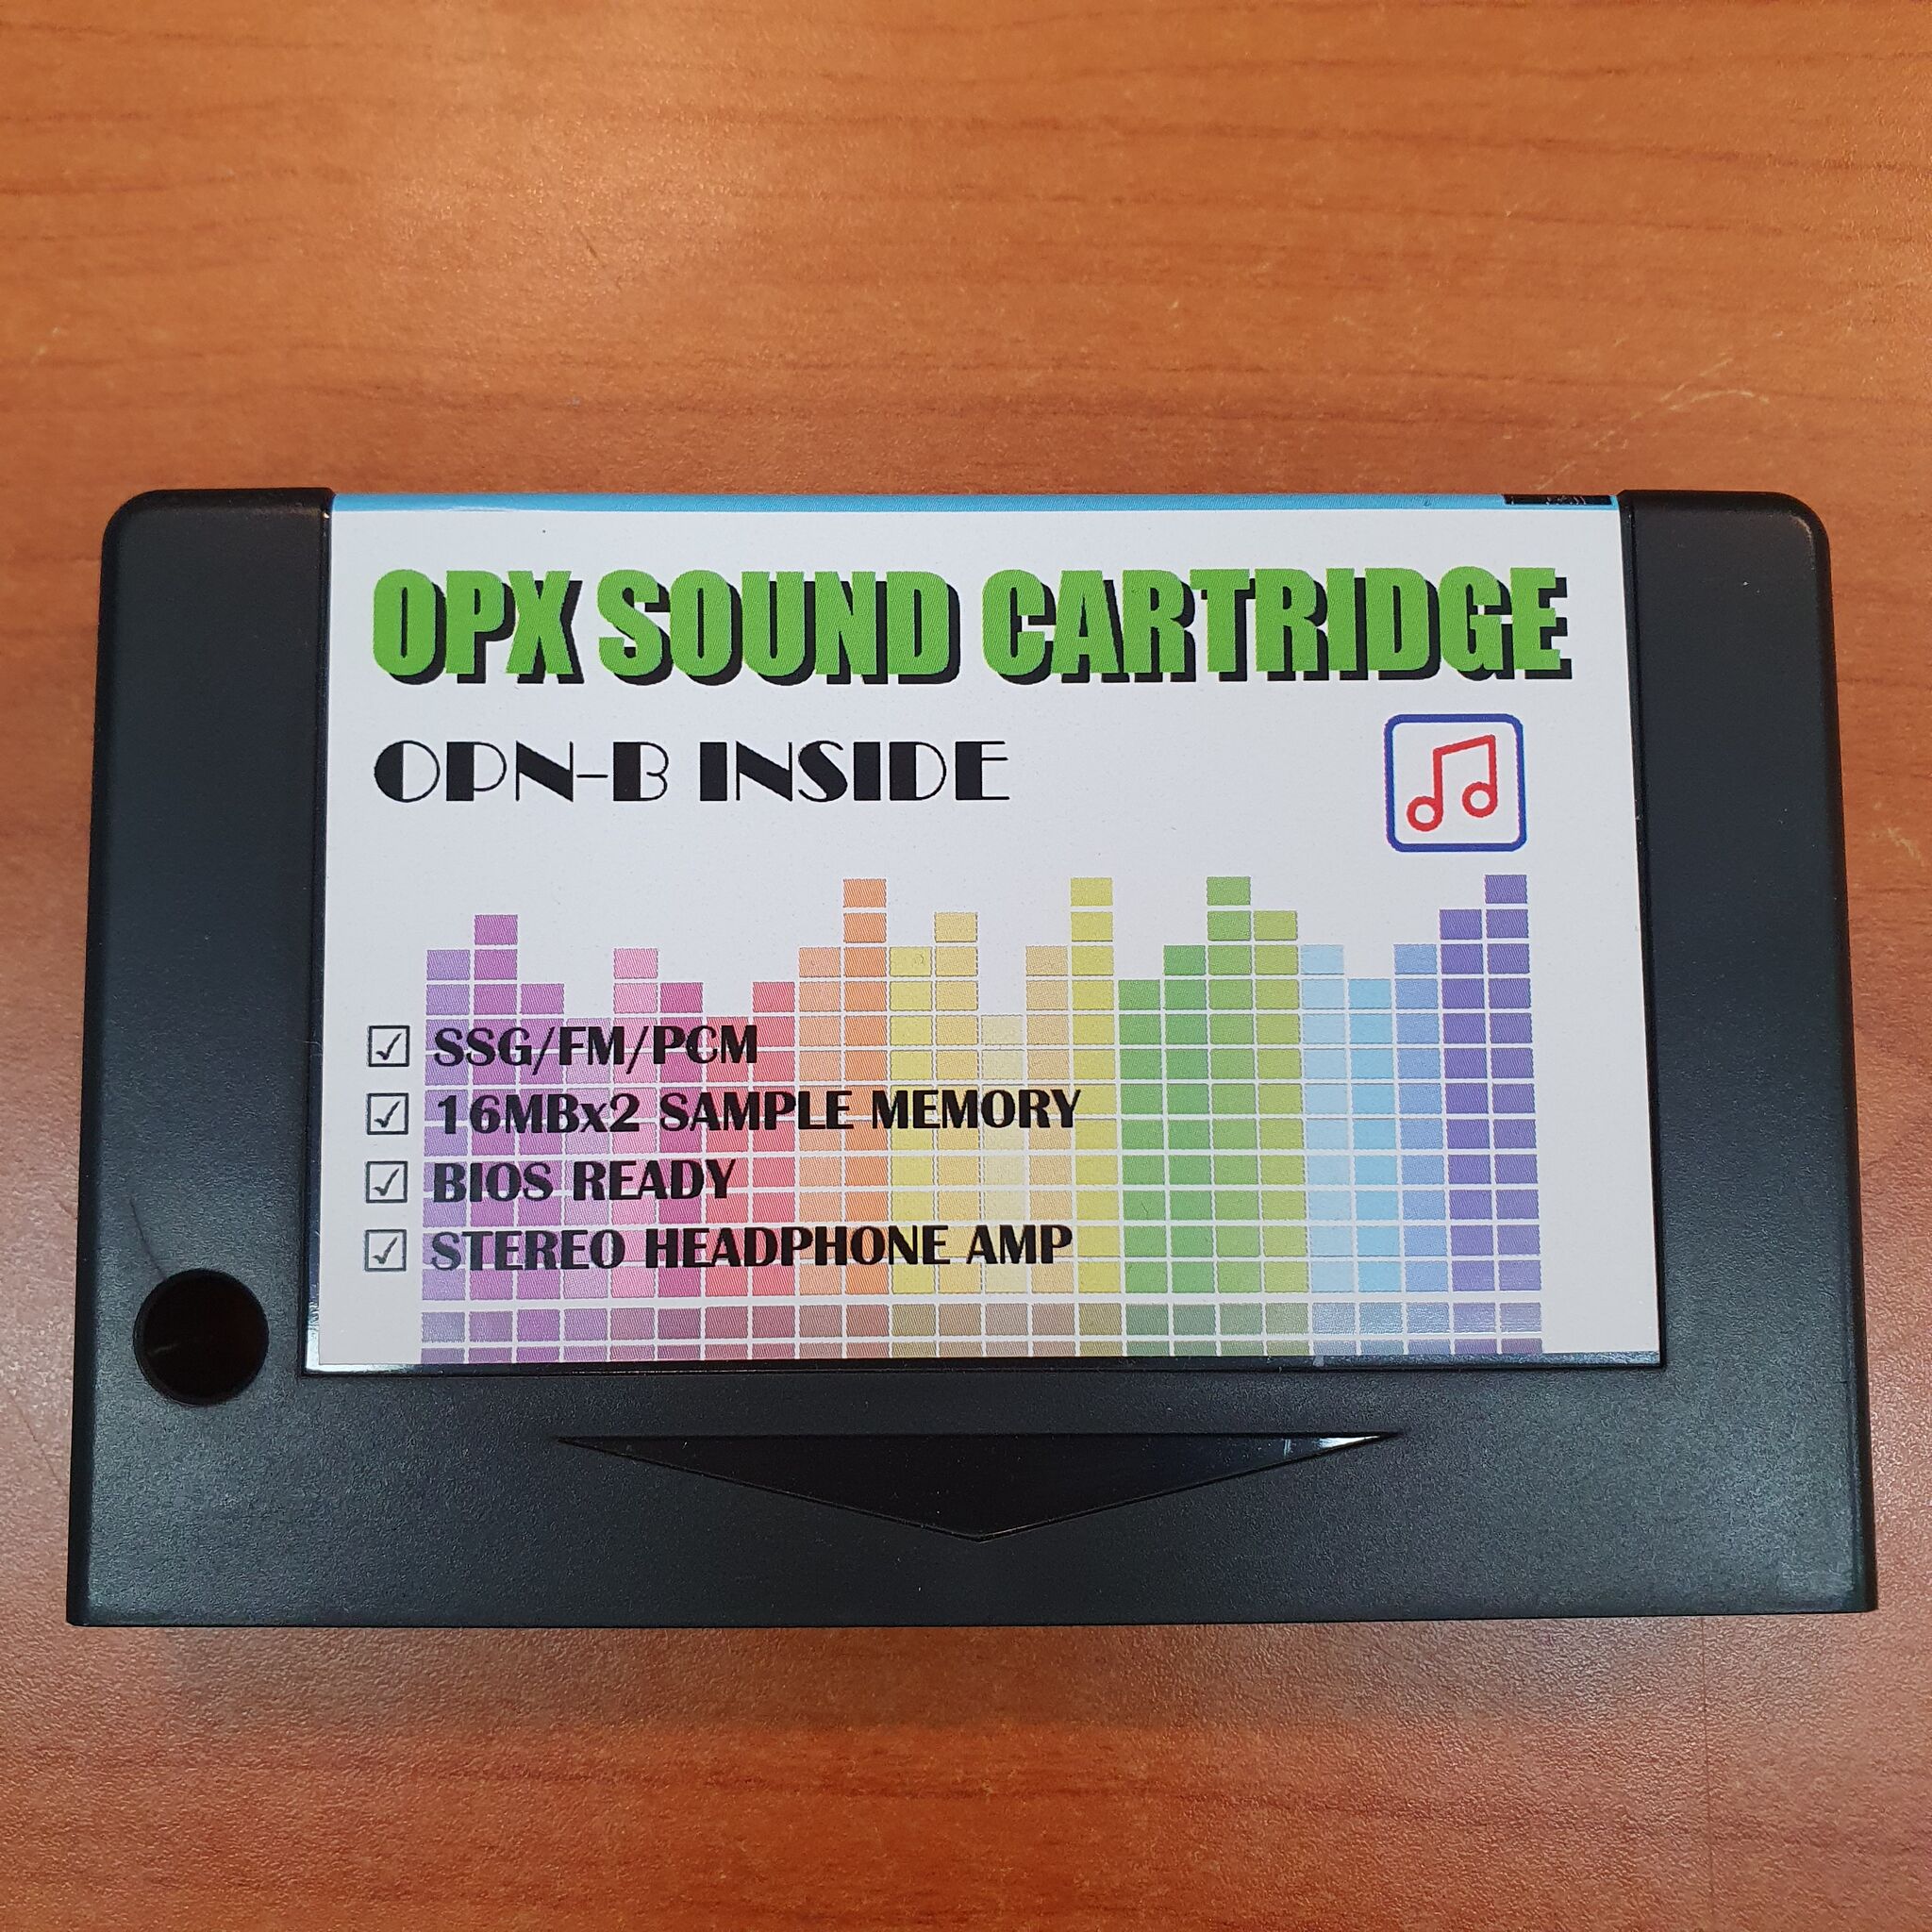 OPX SOUND CARTRIDGE
OPN-B INSIDE
☑ SSG/FM/PCM
☑ 16MBx2 SAMPLE MEMORY
☑ BIOS READY
☑ STEREO HEADPHONE AMP